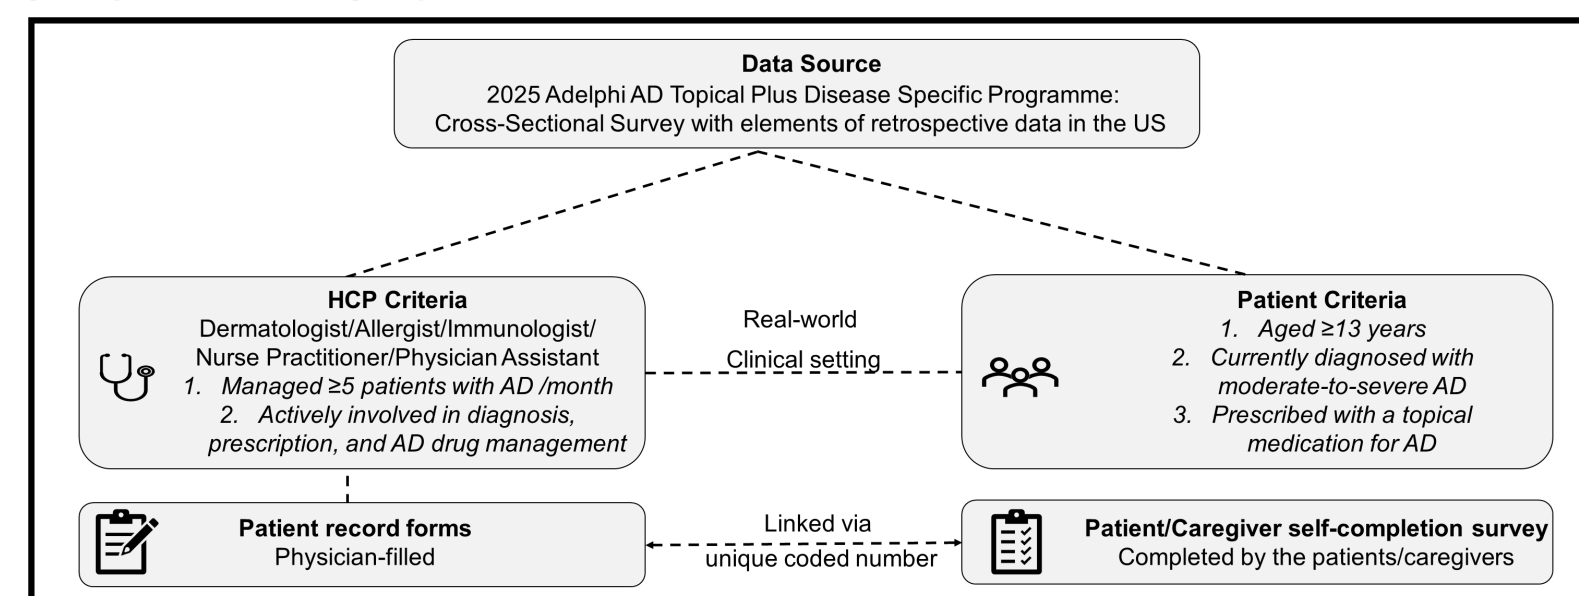 Data Source
2025 Adelphi AD Topical Plus Disease Specific Programme:
Cross-Sectional Survey with elements of retrospective data in the US
HCP Criteria
Dermatologist/Allergist/Immunologist/
Nurse Practitioner/Physician Assistant
1. Managed ≥5 patients with AD /month
2. Actively involved in diagnosis,
prescription, and AD drug management
Real-world
Clinical setting
Patient Criteria
1. Aged ≥13 years
2. Currently diagnosed with
moderate-to-severe AD
3. Prescribed with a topical
medication for AD
Patient record forms
Physician-filled
Linked via
unique coded number
Patient/Caregiver self-completion survey
Completed by the patients/caregivers